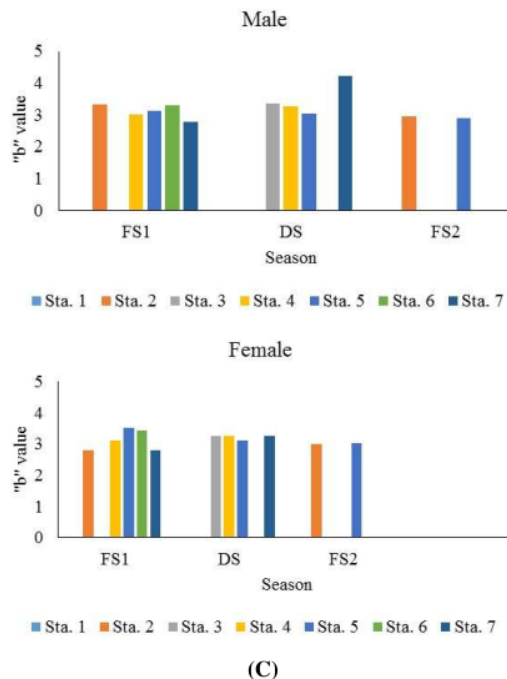 Male
5
4
3
2
1
0
"b" value
FS1 DS FS2
Season
Sta. 1 Sta. 2 Sta. 3 Sta. 4 Sta. 5 Sta. 6 Sta. 7
Female
5
4
3
2
1
0
"b" value
FS1 DS FS2
Season
Sta. 1 Sta. 2 Sta. 3 Sta. 4 Sta. 5 Sta. 6 Sta. 7
(C)